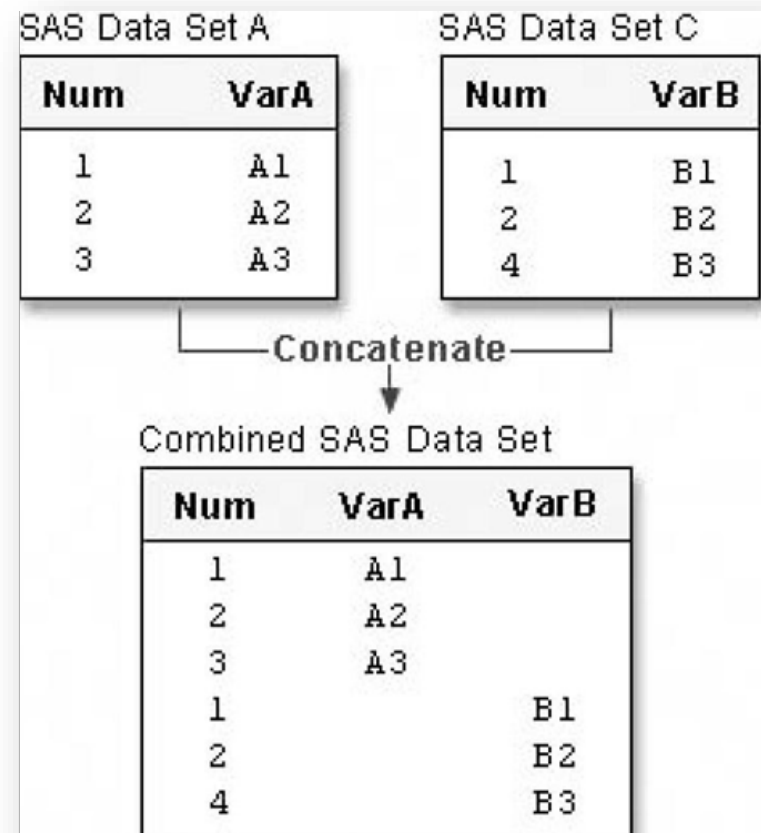 SAS Data Set A
Num VarA
1 A1
2 A2
3 A3
SAS Data Set C
Num VarB
1 B1
2 B2
4 B3
Concatenate
Combined SAS Data Set
Num VarA VarB
1 A1
2 A2
3 A3
1 B1
2 B2
4 B3